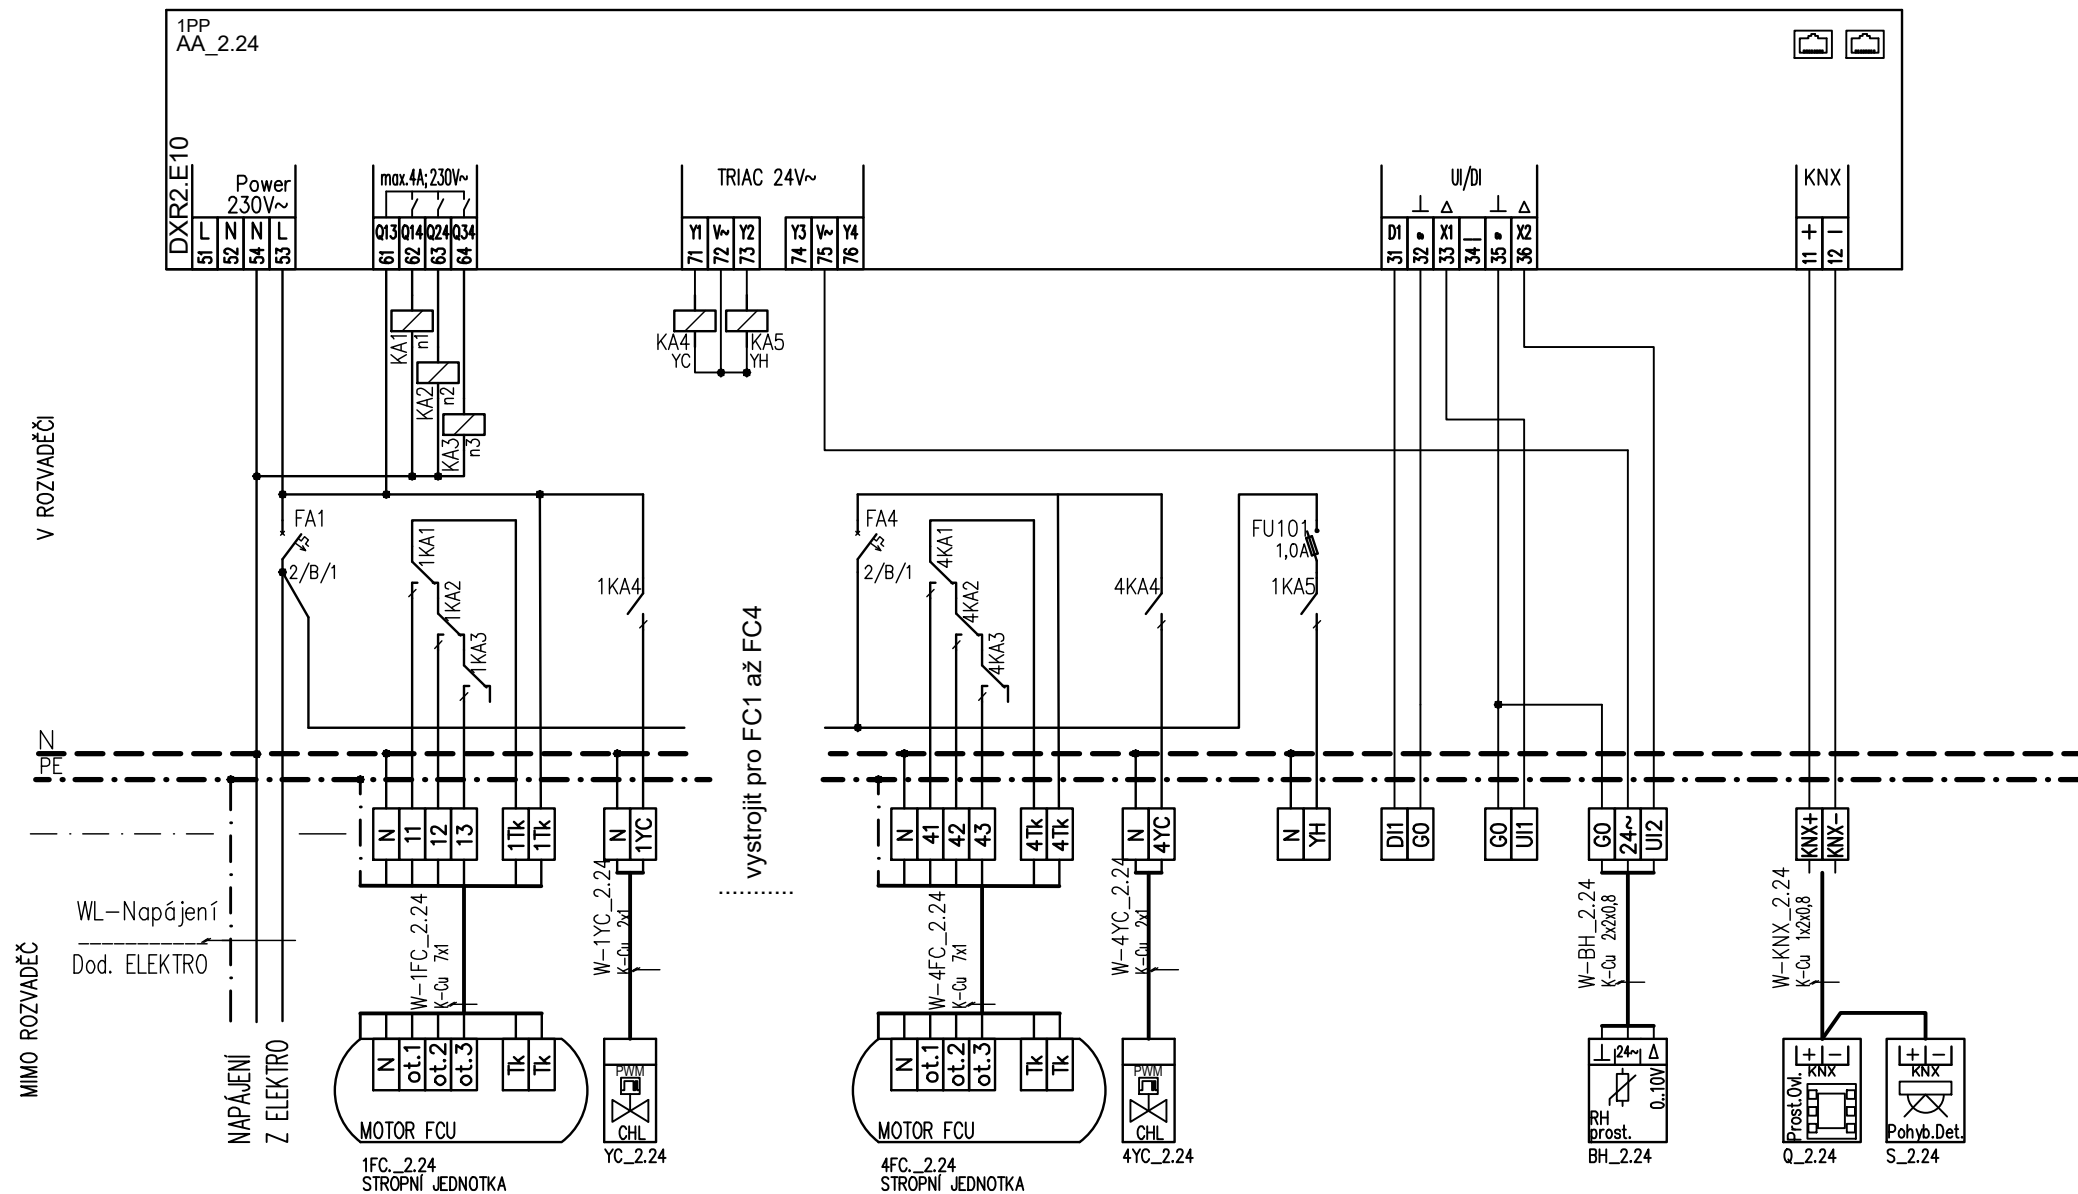 1PP
AA_2.24
DXR2.E10
Power
230V~
max.4A;230V~
TRIAC 24V~
UI/DI
KNX
L N N L
51 52 54 53
Q13 Q14 Q24 Q34
61 62 63 64
Y1 V~ Y2
71 72 73
Y3 V~ Y4
74 75 76
D1 X1 X2
31 32 33 34 35 36
+ −
11 12
KA1
n1
KA2
n2
KA3
n3
KA4
YC
KA5
YH
V ROZVADĚČI
FA1
2/B/1
1KA1
1KA2
1KA3
1KA4
vystrojit pro FC1 až FC4
FA4
2/B/1
4KA1
4KA2
4KA3
4KA4
FU101
1,0A
1KA5
N
PE
N 11 12 13 1Tk 1Tk
N 1YC
N 41 42 43 4Tk 4Tk
N 4YC
N YH
DI1 GO
GO UI1
GO 24~ UI2
KNX+ KNX−
MIMO ROZVADĚČ
WL−Napájení
Dod. ELEKTRO
NAPÁJENÍ
Z ELEKTRO
W−1FC_2.24
K−Cu 7x1
W−1YC_2.24
K−Cu 2x1
W−4FC_2.24
K−Cu 7x1
W−4YC_2.24
K−Cu 2x1
W−BH_2.24
K−Cu 2x2x0,8
W−KNX_2.24
K−Cu 1x2x0,8
N ot.1 ot.2 ot.3 Tk Tk
MOTOR FCU
1FC._2.24
STROPNÍ JEDNOTKA
PWM
CHL
YC_2.24
N ot.1 ot.2 ot.3 Tk Tk
MOTOR FCU
4FC._2.24
STROPNÍ JEDNOTKA
PWM
CHL
4YC_2.24
24~
0..10V
RH
prost.
BH_2.24
+ −
KNX
Prost.Ovl.
Q_2.24
+ −
KNX
Pohyb.Det.
S_2.24